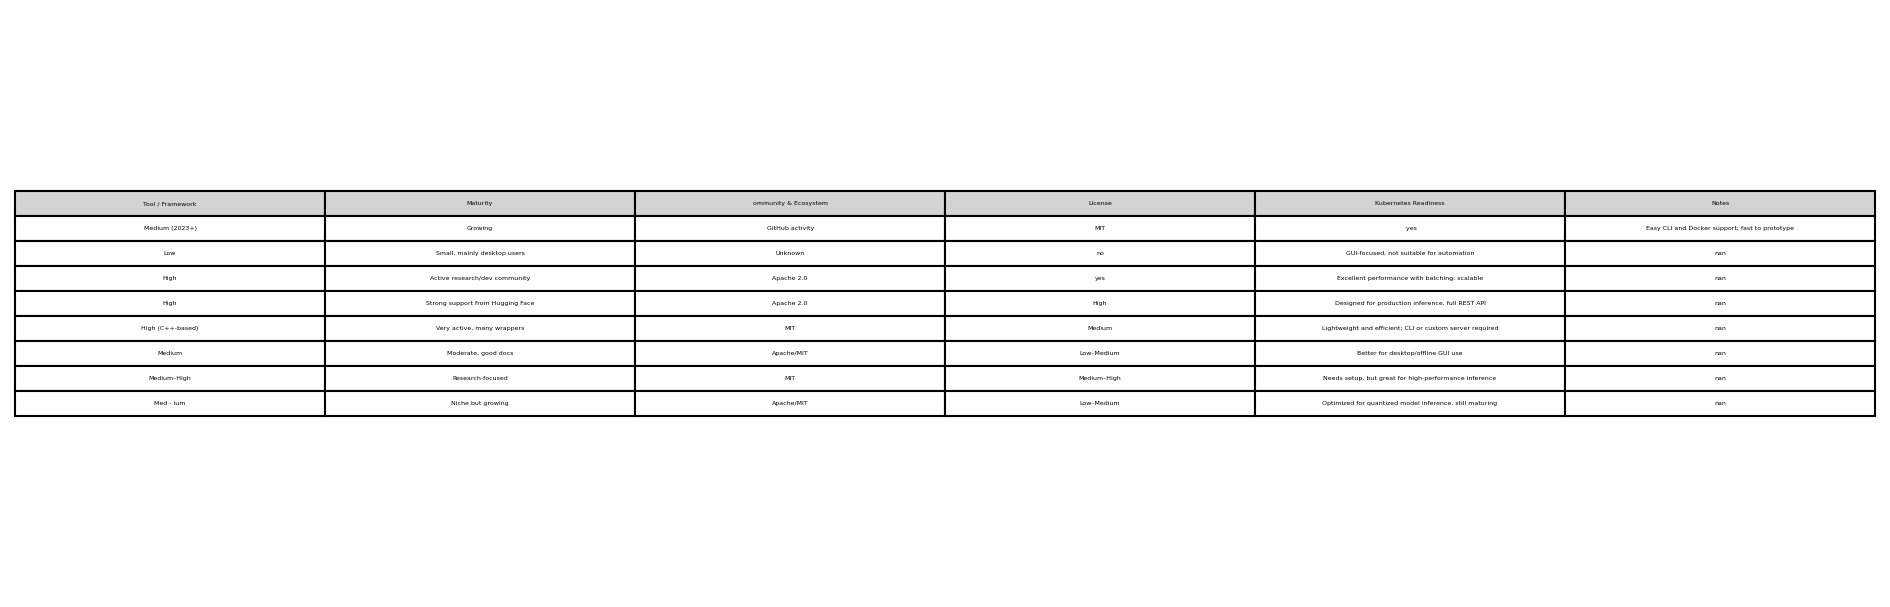 Tool / Framework Maturity ommunity & Ecosystem License Kubernetes Readiness Notes
Medium (2023+) Growing GitHub activity MIT yes Easy CLI and Docker support; fast to prototype
Low Small, mainly desktop users Unknown no GUI-focused, not suitable for automation nan
High Active research/dev community Apache 2.0 yes Excellent performance with batching; scalable nan
High Strong support from Hugging Face Apache 2.0 High Designed for production inference, full REST API nan
High (C++-based) Very active, many wrappers MIT Medium Lightweight and efficient; CLI or custom server required nan
Medium Moderate, good docs Apache/MIT Low–Medium Better for desktop/offline GUI use nan
Medium–High Research-focused MIT Medium–High Needs setup, but great for high-performance inference nan
Med - ium Niche but growing Apache/MIT Low–Medium Optimized for quantized model inference, still maturing nan